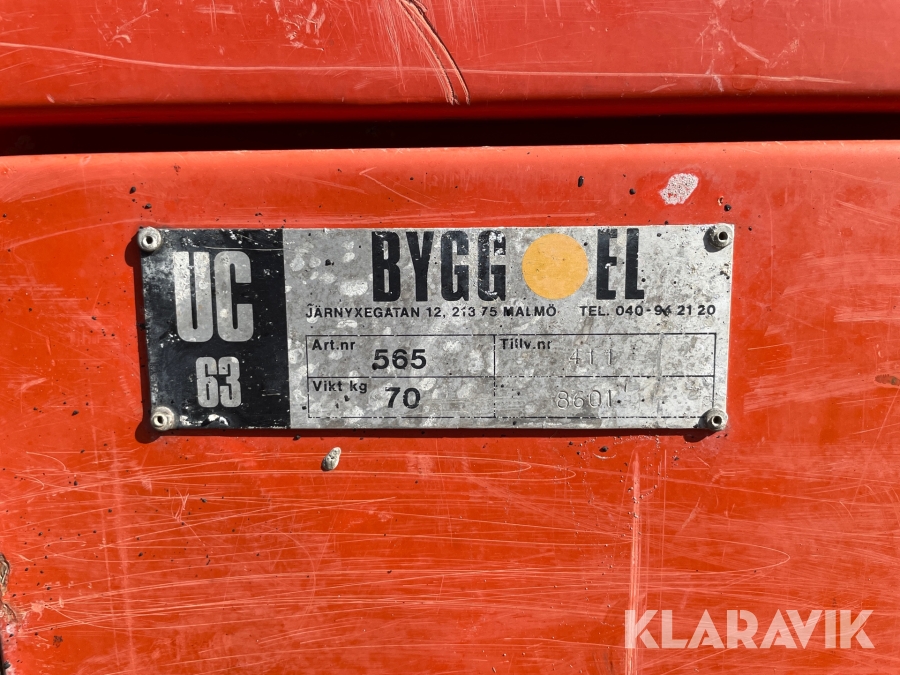 UC
63
BYGG EL
JÄRNYXEGATAN 12, 213 75 MALMÖ TEL. 040-94 21 20
Art.nr 565 Tillv.nr 411
Vikt kg 70 8601
KLARAVIK